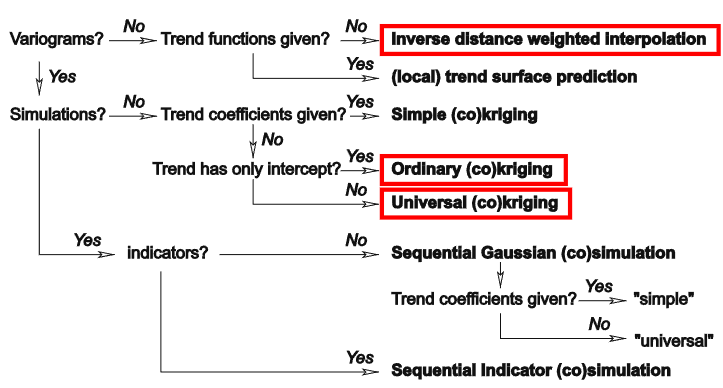 Variograms? No Trend functions given? No Inverse distance weighted interpolation
Yes Yes (local) trend surface prediction
Simulations? No Trend coefficients given? Yes Simple (co)kriging
No
Trend has only intercept? Yes Ordinary (co)kriging
No Universal (co)kriging
Yes indicators? No Sequential Gaussian (co)simulation
Trend coefficients given? Yes "simple"
No "universal"
Yes Sequential Indicator (co)simulation